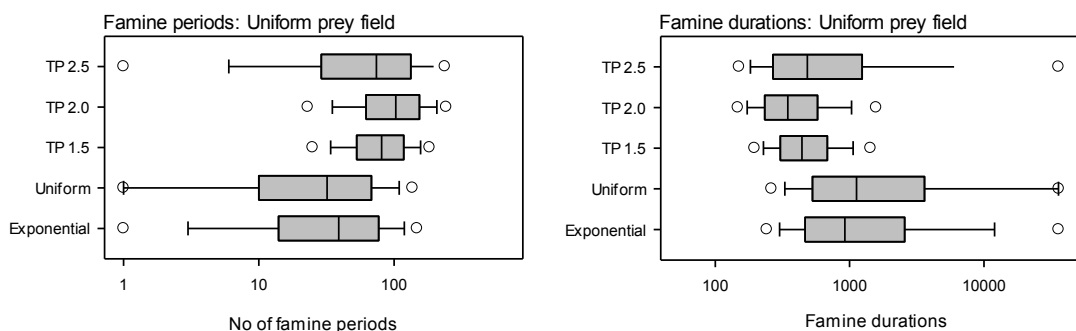 Famine periods: Uniform prey field
TP 2.5
TP 2.0
TP 1.5
Uniform
Exponential
1 10 100
No of famine periods
Famine durations: Uniform prey field
TP 2.5
TP 2.0
TP 1.5
Uniform
Exponential
100 1000 10000
Famine durations